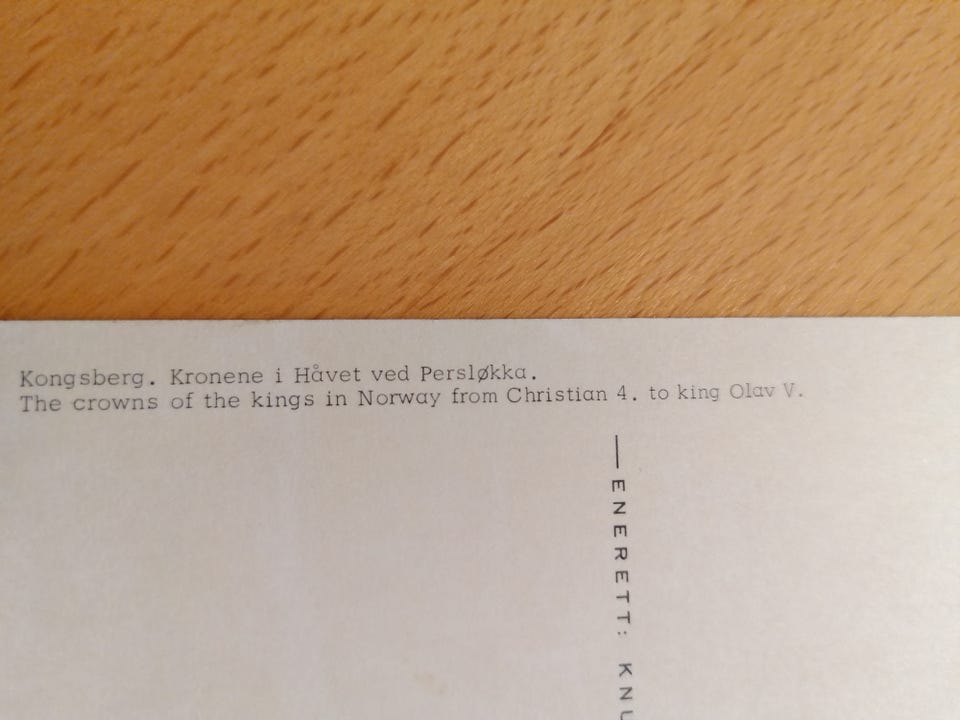 Kongsberg. Kronene i Håvet ved Persløkka.
The crowns of the kings in Norway from Christian 4. to king Olav V.
— ENERETT: KNU